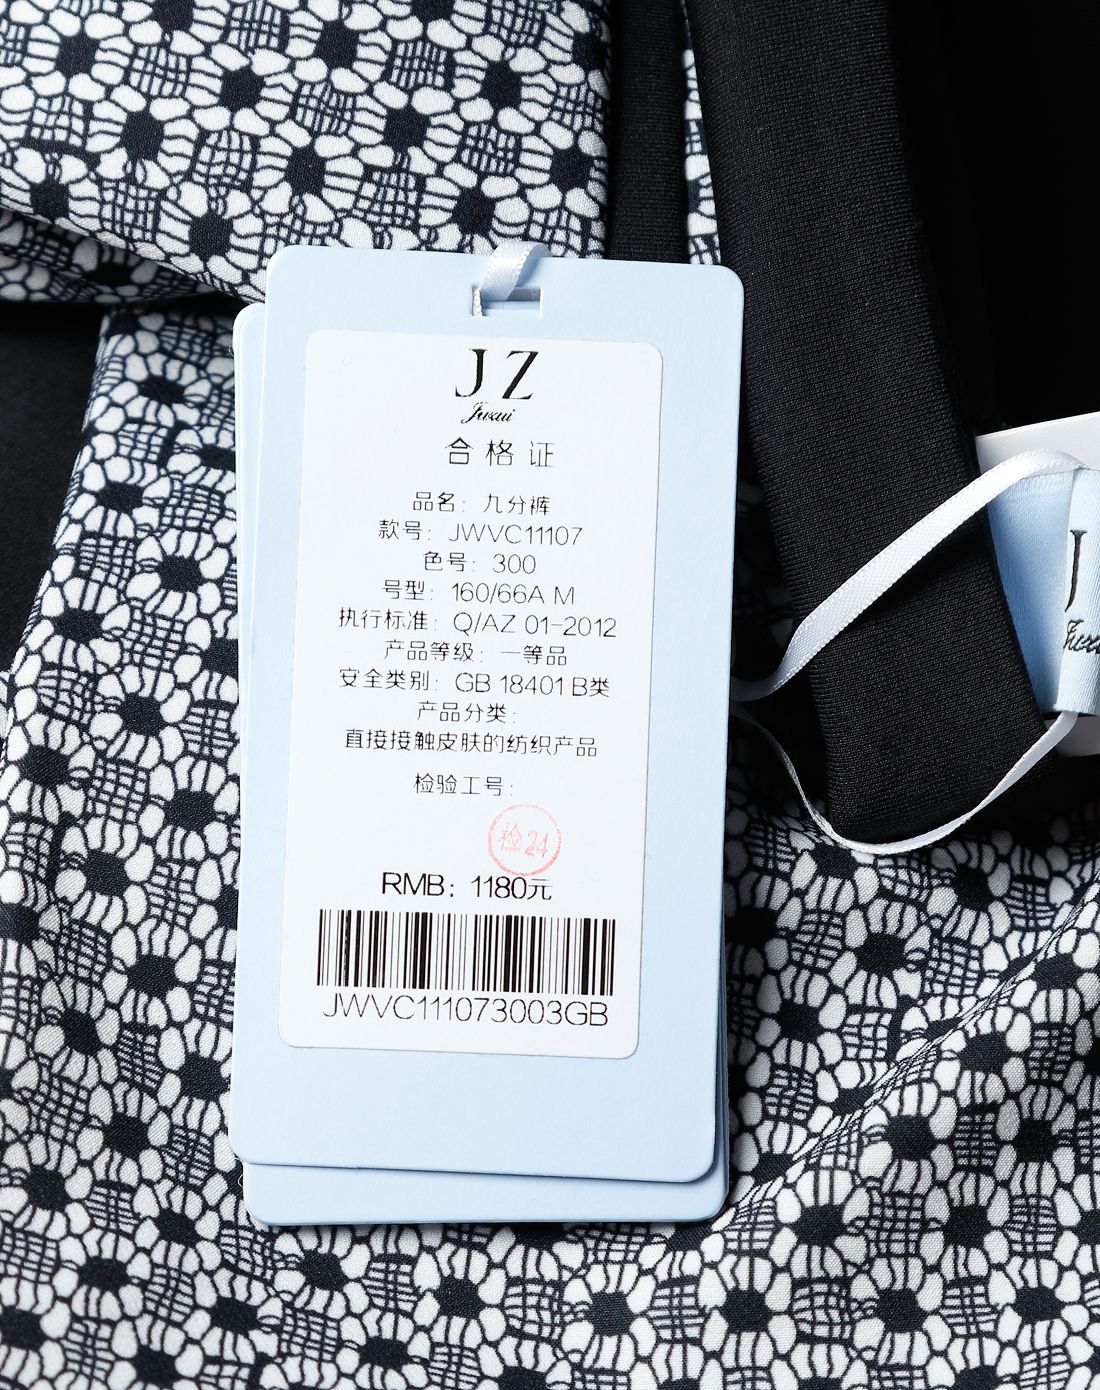 JZ
Juzui
合格证
品名：九分裤
款号：JWVC11107
色号：300
号型：160/66A M
执行标准：Q/AZ 01-2012
产品等级：一等品
安全类别：GB 18401 B类
产品分类：
直接接触皮肤的纺织产品
检验工号：
检24
RMB：1180元
JWVC111073003GB
J